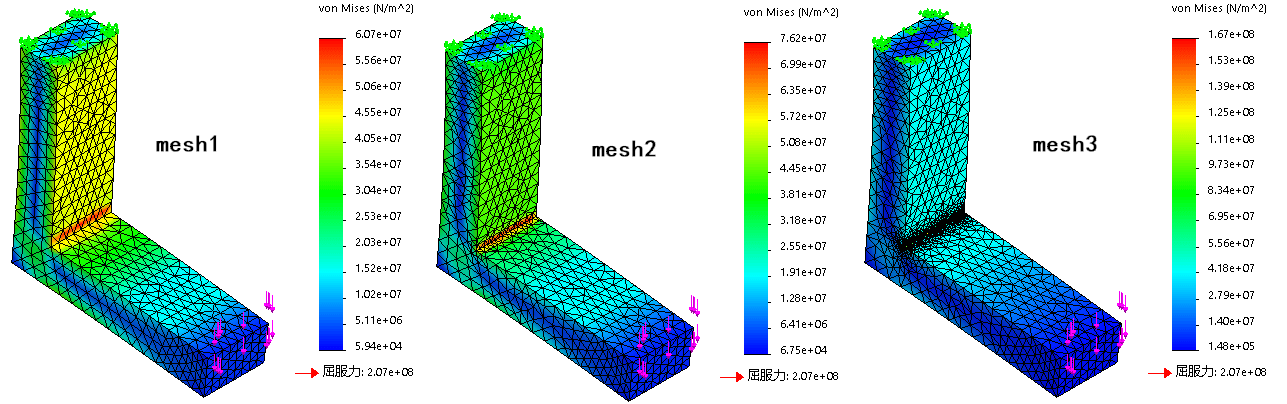 von Mises (N/m^2)
6.07e+07
5.56e+07
5.06e+07
4.55e+07
4.05e+07
3.54e+07
3.04e+07
2.53e+07
2.03e+07
1.52e+07
1.02e+07
5.11e+06
5.94e+04
屈服力: 2.07e+08
mesh1
von Mises (N/m^2)
7.62e+07
6.99e+07
6.35e+07
5.72e+07
5.08e+07
4.45e+07
3.81e+07
3.18e+07
2.55e+07
1.91e+07
1.28e+07
6.41e+06
6.75e+04
屈服力: 2.07e+08
mesh2
von Mises (N/m^2)
1.67e+08
1.53e+08
1.39e+08
1.25e+08
1.11e+08
9.73e+07
8.34e+07
6.95e+07
5.56e+07
4.18e+07
2.79e+07
1.40e+07
1.48e+05
屈服力: 2.07e+08
mesh3